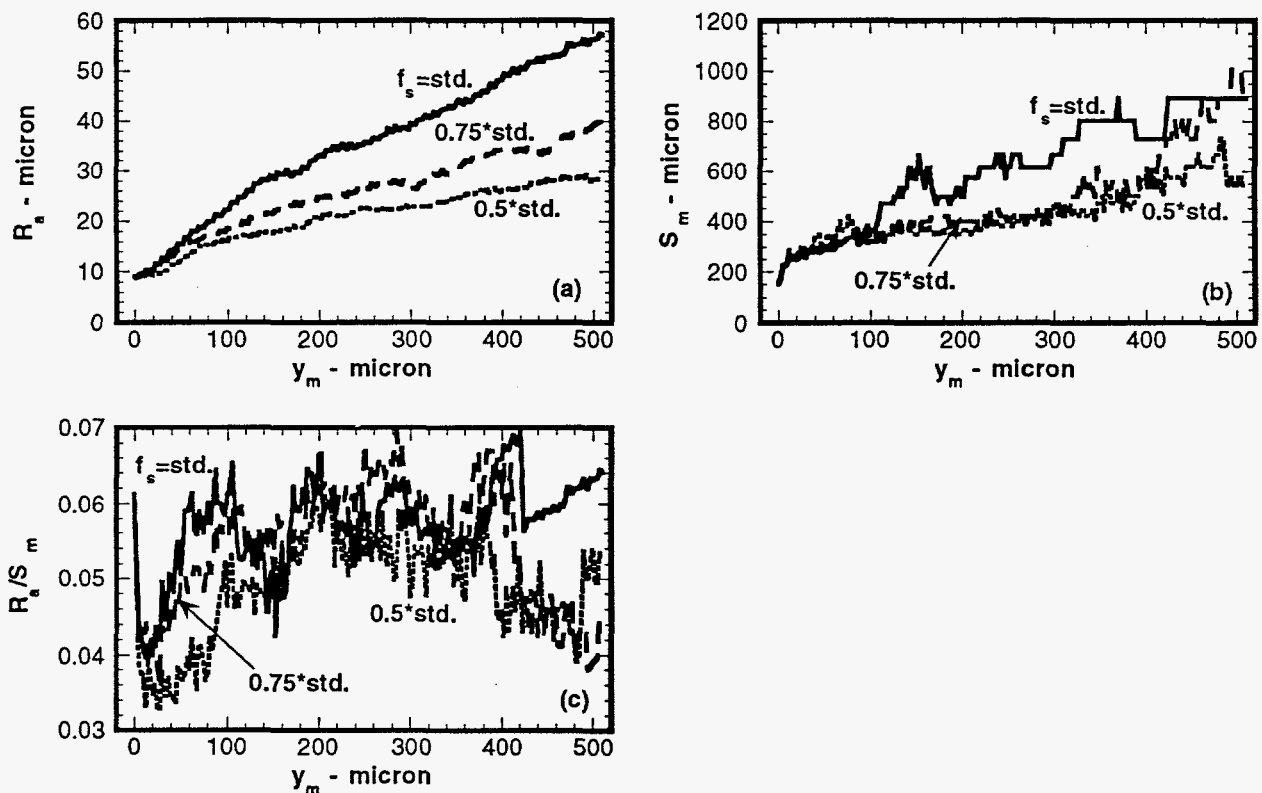 60
50
40
30
20
10
0
R_a - micron
f_s=std.
0.75*std.
0.5*std.
(a)
0 100 200 300 400 500
y_m - micron
1200
1000
800
600
400
200
0
S_m - micron
f_s=std.
0.5*std.
0.75*std.
(b)
0 100 200 300 400 500
y_m - micron
0.07
0.06
0.05
0.04
0.03
R_a/S_m
f_s=std.
0.5*std.
0.75*std.
(c)
0 100 200 300 400 500
y_m - micron